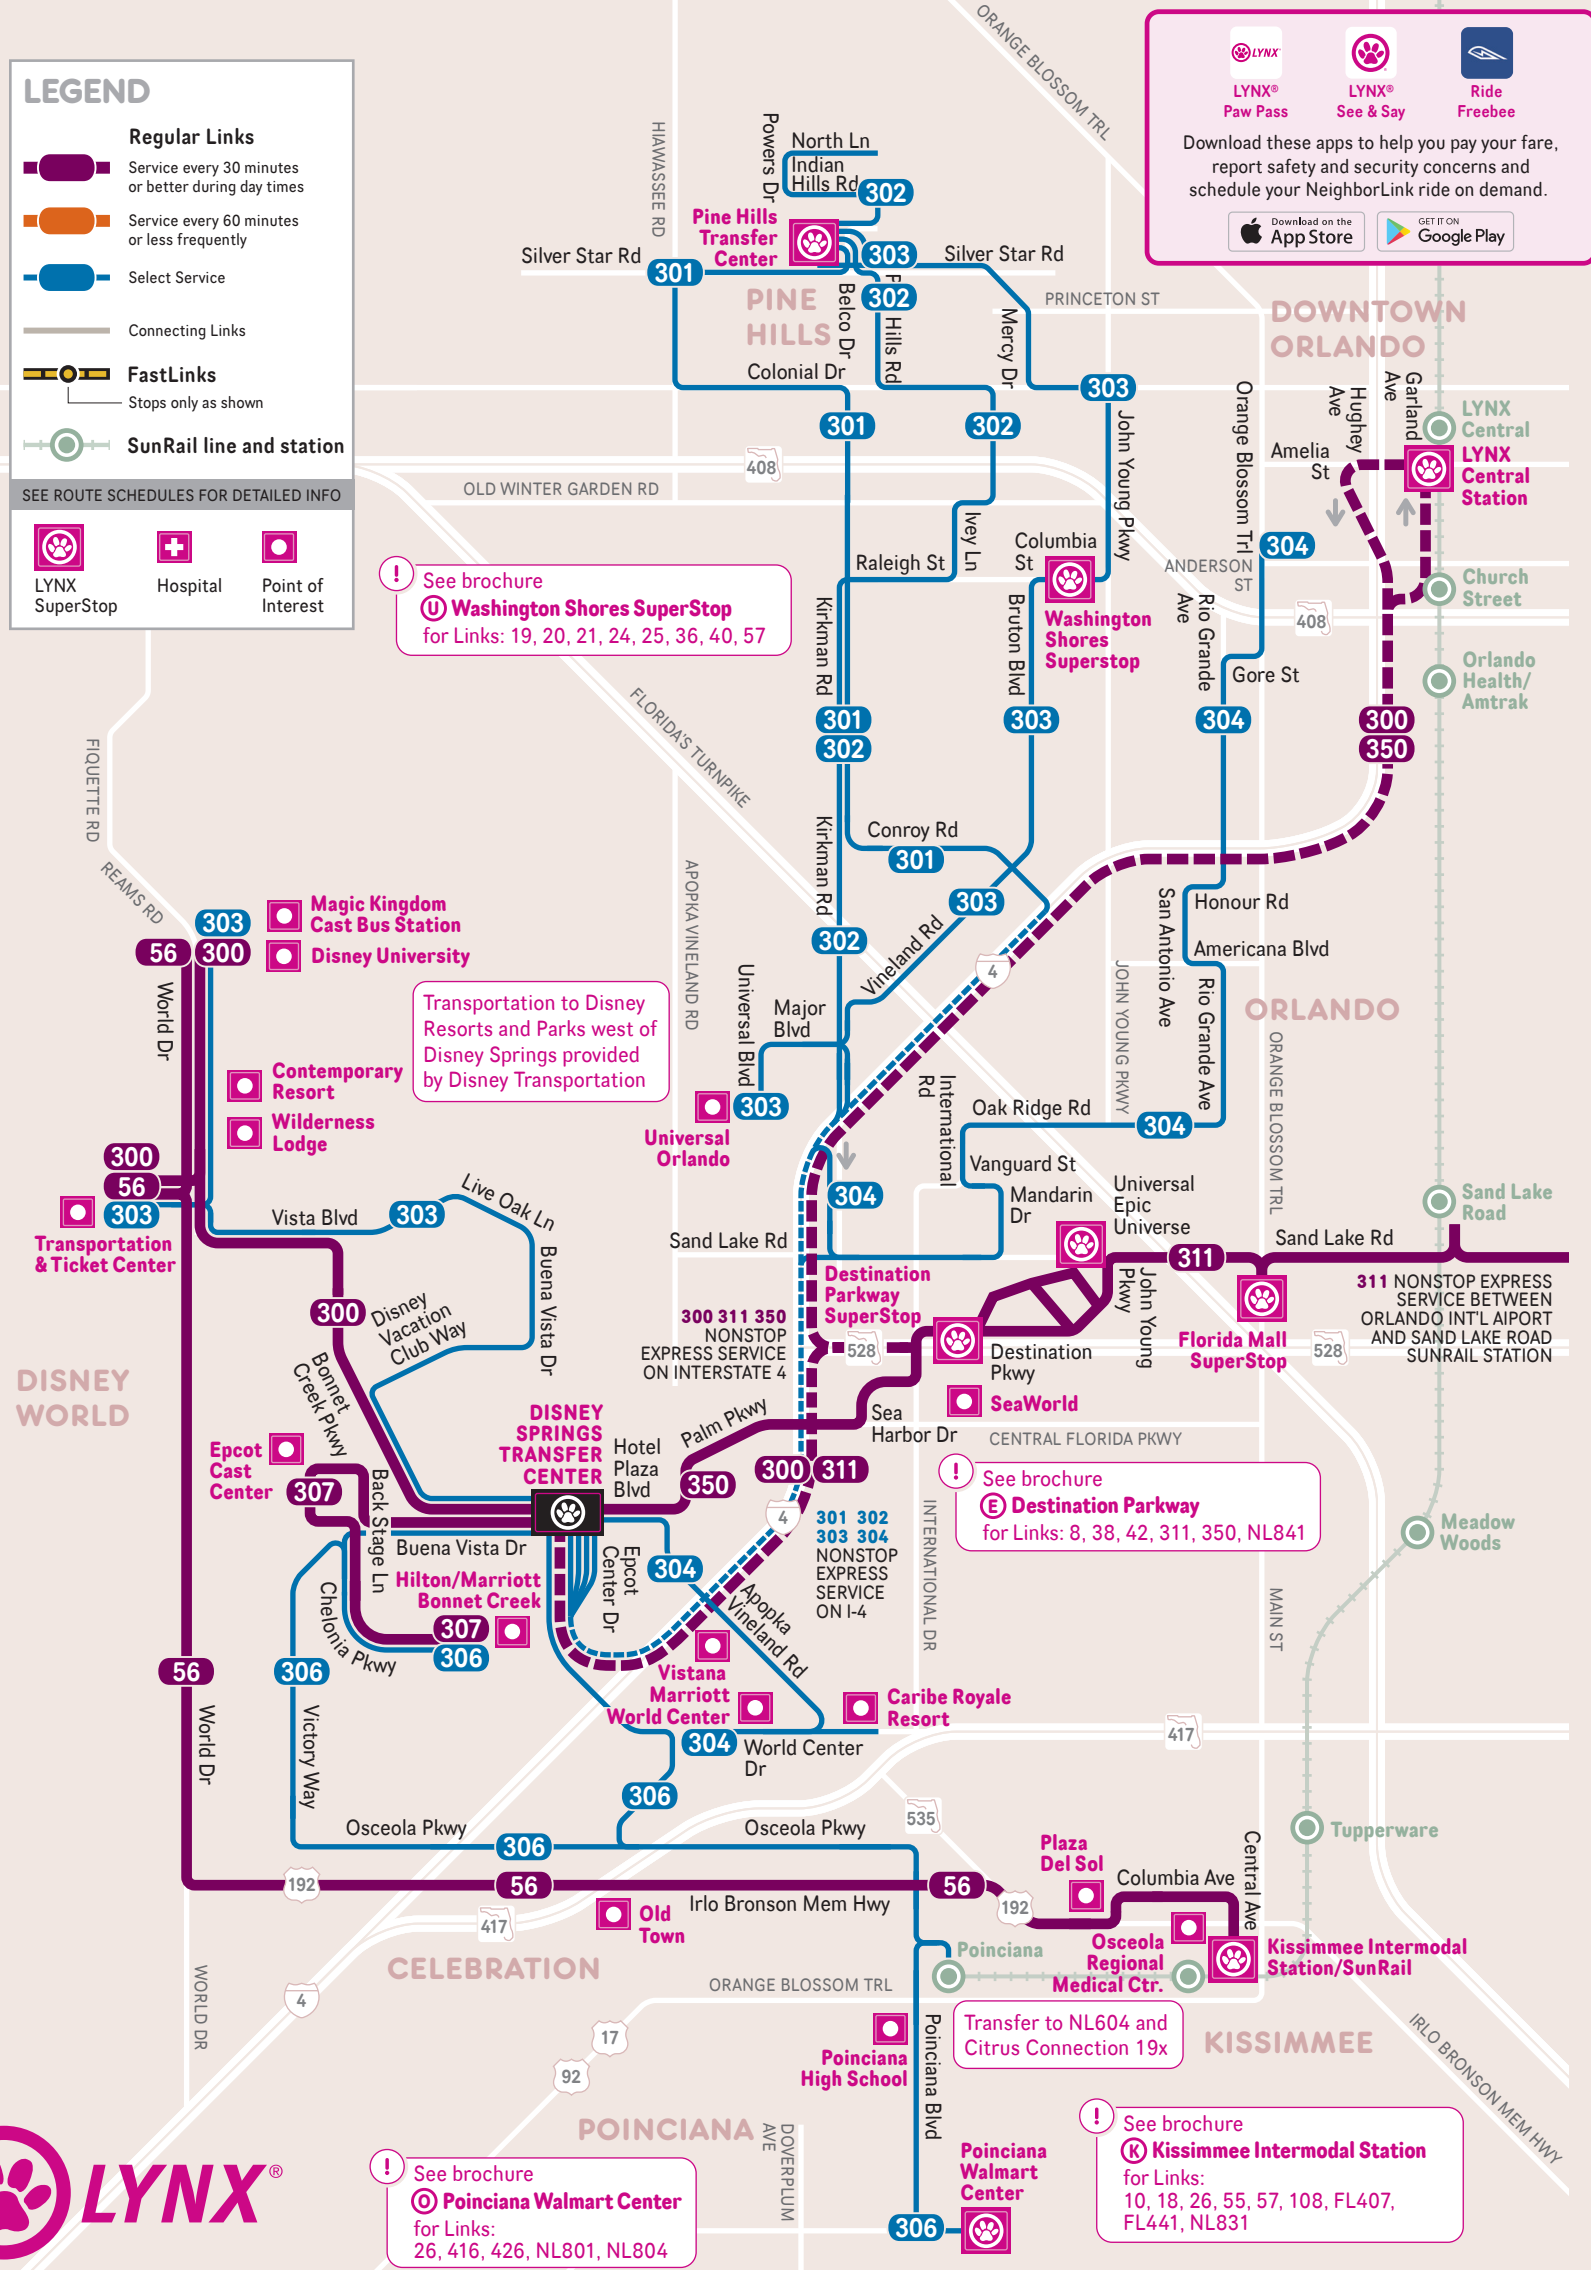 LEGEND
Regular Links
Service every 30 minutes
or better during day times
Service every 60 minutes
or less frequently
Select Service
Connecting Links
FastLinks
Stops only as shown
SunRail line and station
SEE ROUTE SCHEDULES FOR DETAILED INFO
LYNX
SuperStop
Hospital
Point of
Interest
LYNX
LYNX®
Paw Pass
LYNX®
See & Say
Ride
Freebee
Download these apps to help you pay your fare,
report safety and security concerns and
schedule your NeighborLink ride on demand.
Download on the
App Store
GET IT ON
Google Play
ORANGE BLOSSOM TRL
HIAWASSEE RD
Powers Dr
North Ln
Indian
Hills Rd
302
Pine Hills
Transfer
Center
Silver Star Rd
301
303
Silver Star Rd
302
PINE
HILLS
Belco Dr
Hills Rd
Mercy Dr
PRINCETON ST
DOWNTOWN
ORLANDO
Colonial Dr
303
301
302
John Young Pkwy
Orange Blossom Trl
Hughey
Ave
Garland
Ave
LYNX
Central
Amelia
St
LYNX
Central
Station
408
OLD WINTER GARDEN RD
Ivey Ln
Raleigh St
Columbia
St
304
ANDERSON
ST
Church
Street
408
!
See brochure
U Washington Shores SuperStop
for Links: 19, 20, 21, 24, 25, 36, 40, 57
Kirkman Rd
Bruton Blvd
Washington
Shores
Superstop
Rio Grande
Ave
Gore St
Orlando
Health/
Amtrak
FLORIDA'S TURNPIKE
301
302
303
304
300
350
FIQUETTE RD
REAMS RD
Kirkman Rd
Conroy Rd
301
APOPKA VINELAND RD
303
Magic Kingdom
Cast Bus Station
56
300
Disney University
303
302
Vineland Rd
San Antonio Ave
Honour Rd
Americana Blvd
4
World Dr
Transportation to Disney
Resorts and Parks west of
Disney Springs provided
by Disney Transportation
Universal Blvd
Major
Blvd
JOHN YOUNG PKWY
Rio Grande Ave
ORLANDO
ORANGE BLOSSOM TRL
Contemporary
Resort
Wilderness
Lodge
303
Universal
Orlando
International
Rd
Oak Ridge Rd
304
300
56
303
Transportation
& Ticket Center
Vista Blvd
303
Live Oak Ln
Buena Vista Dr
304
Vanguard St
Mandarin
Dr
Universal
Epic
Universe
Sand Lake
Road
Sand Lake Rd
311
Sand Lake Rd
Destination
Parkway
SuperStop
John Young
Pkwy
Florida Mall
SuperStop
311 NONSTOP EXPRESS
SERVICE BETWEEN
ORLANDO INT'L AIPORT
AND SAND LAKE ROAD
SUNRAIL STATION
300 311 350
NONSTOP
EXPRESS SERVICE
ON INTERSTATE 4
528
528
Destination
Pkwy
300
Disney
Vacation
Club Way
Bonnet
Creek Pkwy
DISNEY
WORLD
SeaWorld
Sea
Harbor Dr
CENTRAL FLORIDA PKWY
DISNEY
SPRINGS
TRANSFER
CENTER
Hotel
Plaza
Blvd
Palm Pkwy
350
300
311
Epcot
Cast
Center
307
Back Stage Ln
!
See brochure
E Destination Parkway
for Links: 8, 38, 42, 311, 350, NL841
4
301 302
303 304
NONSTOP
EXPRESS
SERVICE
ON I-4
INTERNATIONAL DR
Meadow
Woods
Buena Vista Dr
Hilton/Marriott
Bonnet Creek
Epcot
Center Dr
304
Apopka
Vineland Rd
MAIN ST
Chelonia Pkwy
307
306
306
56
Vistana
Marriott
World Center
Caribe Royale
Resort
304
World Center
Dr
417
World Dr
Victory Way
306
535
Osceola Pkwy
306
Osceola Pkwy
Tupperware
Plaza
Del Sol
Central Ave
Columbia Ave
192
56
56
192
Irlo Bronson Mem Hwy
417
Old
Town
Poinciana
Osceola
Regional
Medical Ctr.
Kissimmee Intermodal
Station/SunRail
CELEBRATION
ORANGE BLOSSOM TRL
WORLD DR
4
17
92
Poinciana
High School
Poinciana Blvd
Transfer to NL604 and
Citrus Connection 19x
KISSIMMEE
IRLO BRONSON MEM HWY
POINCIANA
DOVERPLUM
AVE
Poinciana
Walmart
Center
306
!
See brochure
K Kissimmee Intermodal Station
for Links:
10, 18, 26, 55, 57, 108, FL407,
FL441, NL831
!
See brochure
O Poinciana Walmart Center
for Links:
26, 416, 426, NL801, NL804
LYNX®